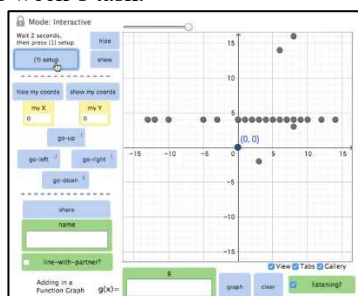 Mode: Interactive
Wait 2 seconds,
then press (1) setup
hide
(1) setup
show
hide my coords
show my coords
my X
0
my Y
0
go-up
go-left
go-right
go-down
share
name
line-with-partner?
Adding in a
Function Graph
g(x)=
g
graph
clear
listening?
View
Tabs
Gallery
(0, 0)
15
10
5
-5
-10
-15
-15
-10
-5
0
5
10
15